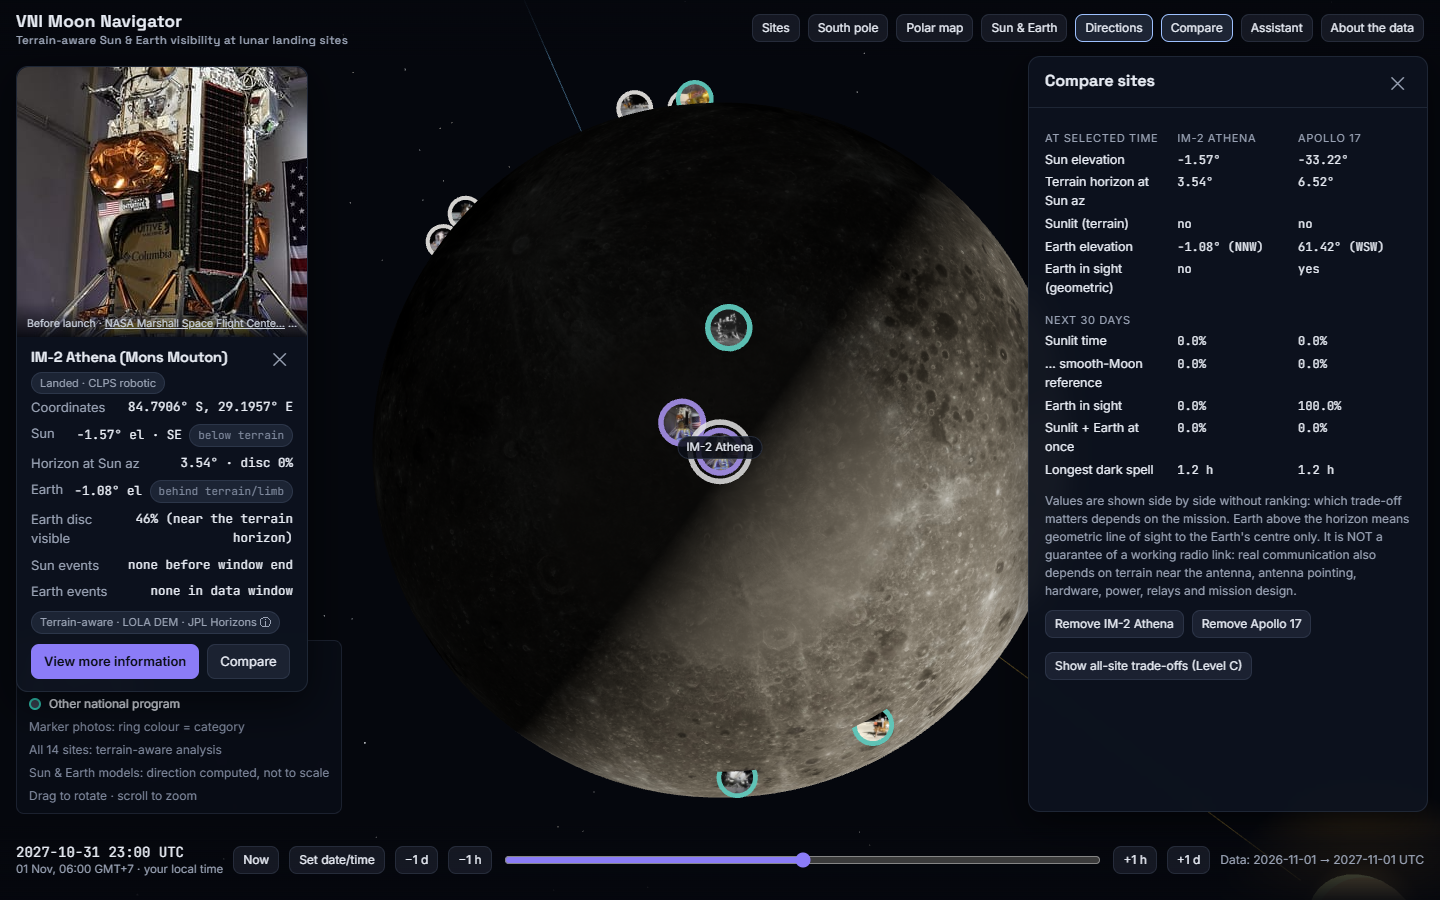 VNI Moon Navigator
Terrain-aware Sun & Earth visibility at lunar landing sites
Sites
South pole
Polar map
Sun & Earth
Directions
Compare
Assistant
About the data
Columbia
Before launch · NASA Marshall Space Flight Cente... ...
IM-2 Athena (Mons Mouton)
Landed · CLPS robotic
Coordinates 84.7906° S, 29.1957° E
Sun -1.57° el · SE below terrain
Horizon at Sun az 3.54° · disc 0%
Earth -1.08° el behind terrain/limb
Earth disc visible 46% (near the terrain horizon)
Sun events none before window end
Earth events none in data window
Terrain-aware · LOLA DEM · JPL Horizons ⓘ
View more information
Compare
Other national program
Marker photos: ring colour = category
All 14 sites: terrain-aware analysis
Sun & Earth models: direction computed, not to scale
Drag to rotate · scroll to zoom
IM-2 Athena
Compare sites
AT SELECTED TIME IM-2 ATHENA APOLLO 17
Sun elevation -1.57° -33.22°
Terrain horizon at Sun az 3.54° 6.52°
Sunlit (terrain) no no
Earth elevation -1.08° (NNW) 61.42° (WSW)
Earth in sight (geometric) no yes
NEXT 30 DAYS
Sunlit time 0.0% 0.0%
... smooth-Moon reference 0.0% 0.0%
Earth in sight 0.0% 100.0%
Sunlit + Earth at once 0.0% 0.0%
Longest dark spell 1.2 h 1.2 h
Values are shown side by side without ranking: which trade-off
matters depends on the mission. Earth above the horizon means
geometric line of sight to the Earth's centre only. It is NOT a
guarantee of a working radio link: real communication also
depends on terrain near the antenna, antenna pointing,
hardware, power, relays and mission design.
Remove IM-2 Athena
Remove Apollo 17
Show all-site trade-offs (Level C)
2027-10-31 23:00 UTC
01 Nov, 06:00 GMT+7 · your local time
Now
Set date/time
−1 d
−1 h
+1 h
+1 d
Data: 2026-11-01 → 2027-11-01 UTC